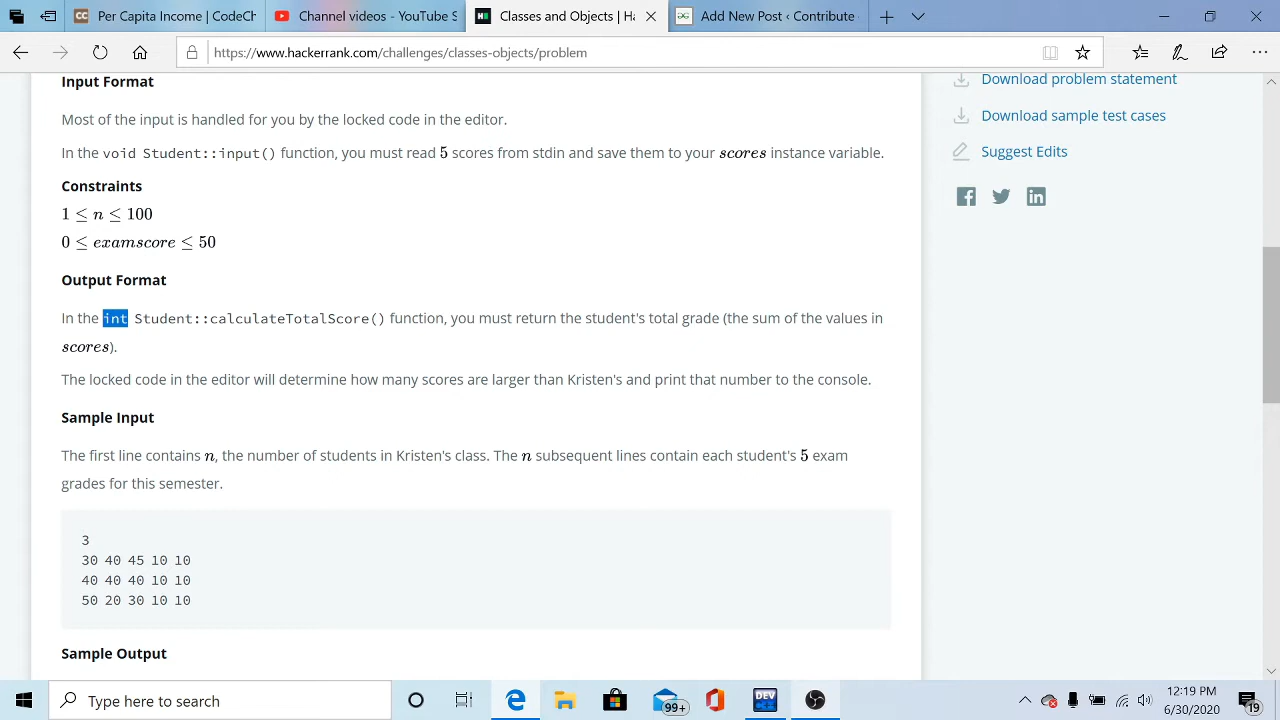 Competitive Programming | CodeCh
Channel videos - YouTube S
Classes and Objects | Ha
Add New Post ‹ Contribute
https://www.hackerrank.com/challenges/classes-objects/problem
Input Format
Most of the input is handled for you by the locked code in the editor.
In the void Student::input() function, you must read 5 scores from stdin and save them to your scores instance variable.
Constraints
1 ≤ n ≤ 100
0 ≤ examscore ≤ 50
Output Format
In the int Student::calculateTotalScore() function, you must return the student's total grade (the sum of the values in
scores).
The locked code in the editor will determine how many scores are larger than Kristen's and print that number to the console.
Sample Input
The first line contains n, the number of students in Kristen's class. The n subsequent lines contain each student's 5 exam
grades for this semester.
3
30 40 45 10 10
40 40 40 10 10
50 20 30 10 10
Sample Output
Download problem statement
Download sample test cases
Suggest Edits
Type here to search
99+
DEV
12:19 PM
6/30/2020
19